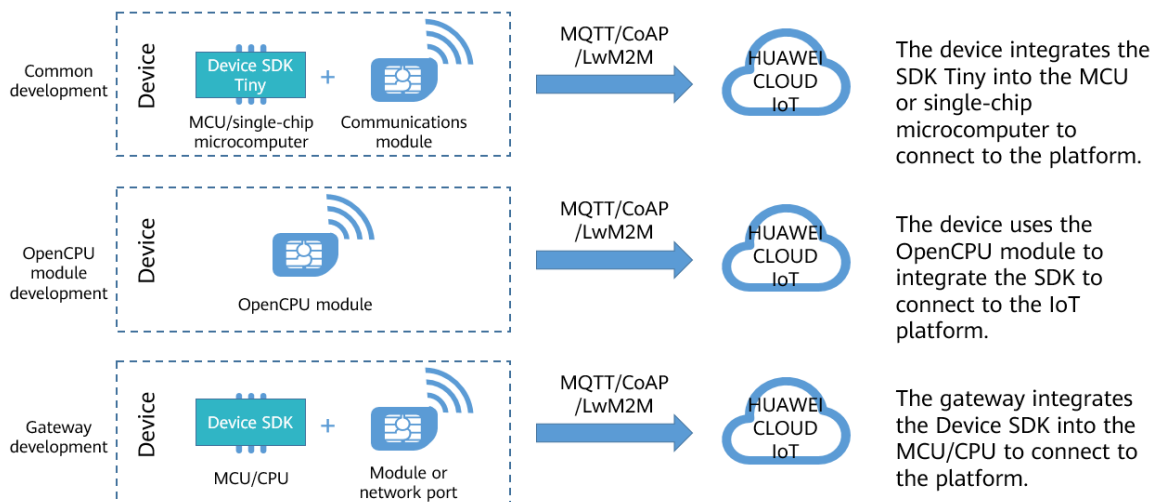 Common
development
Device
Device SDK
Tiny
+
MCU/single-chip
microcomputer
Communications
module
MQTT/CoAP
/LwM2M
HUAWEI
CLOUD
IoT
The device integrates the
SDK Tiny into the MCU
or single-chip
microcomputer to
connect to the platform.
OpenCPU
module
development
Device
OpenCPU module
MQTT/CoAP
/LwM2M
HUAWEI
CLOUD
IoT
The device uses the
OpenCPU module to
integrate the SDK to
connect to the IoT
platform.
Gateway
development
Device
Device SDK
+
MCU/CPU
Module or
network port
MQTT/CoAP
/LwM2M
HUAWEI
CLOUD
IoT
The gateway integrates
the Device SDK into the
MCU/CPU to connect to
the platform.